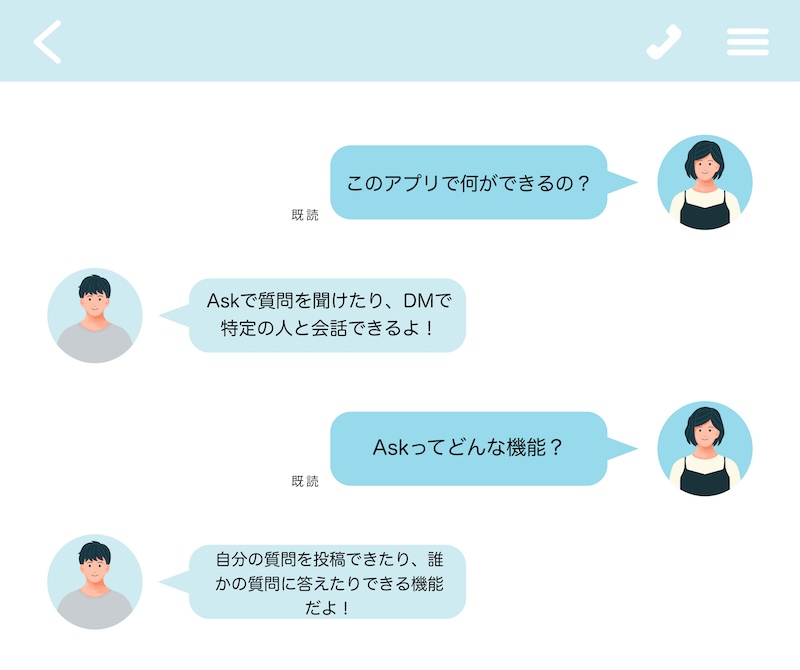 このアプリで何ができるの？
既読
Askで質問を聞けたり、DMで
特定の人と会話できるよ！
Askってどんな機能？
既読
自分の質問を投稿できたり、誰
かの質問に答えたりできる機能
だよ！